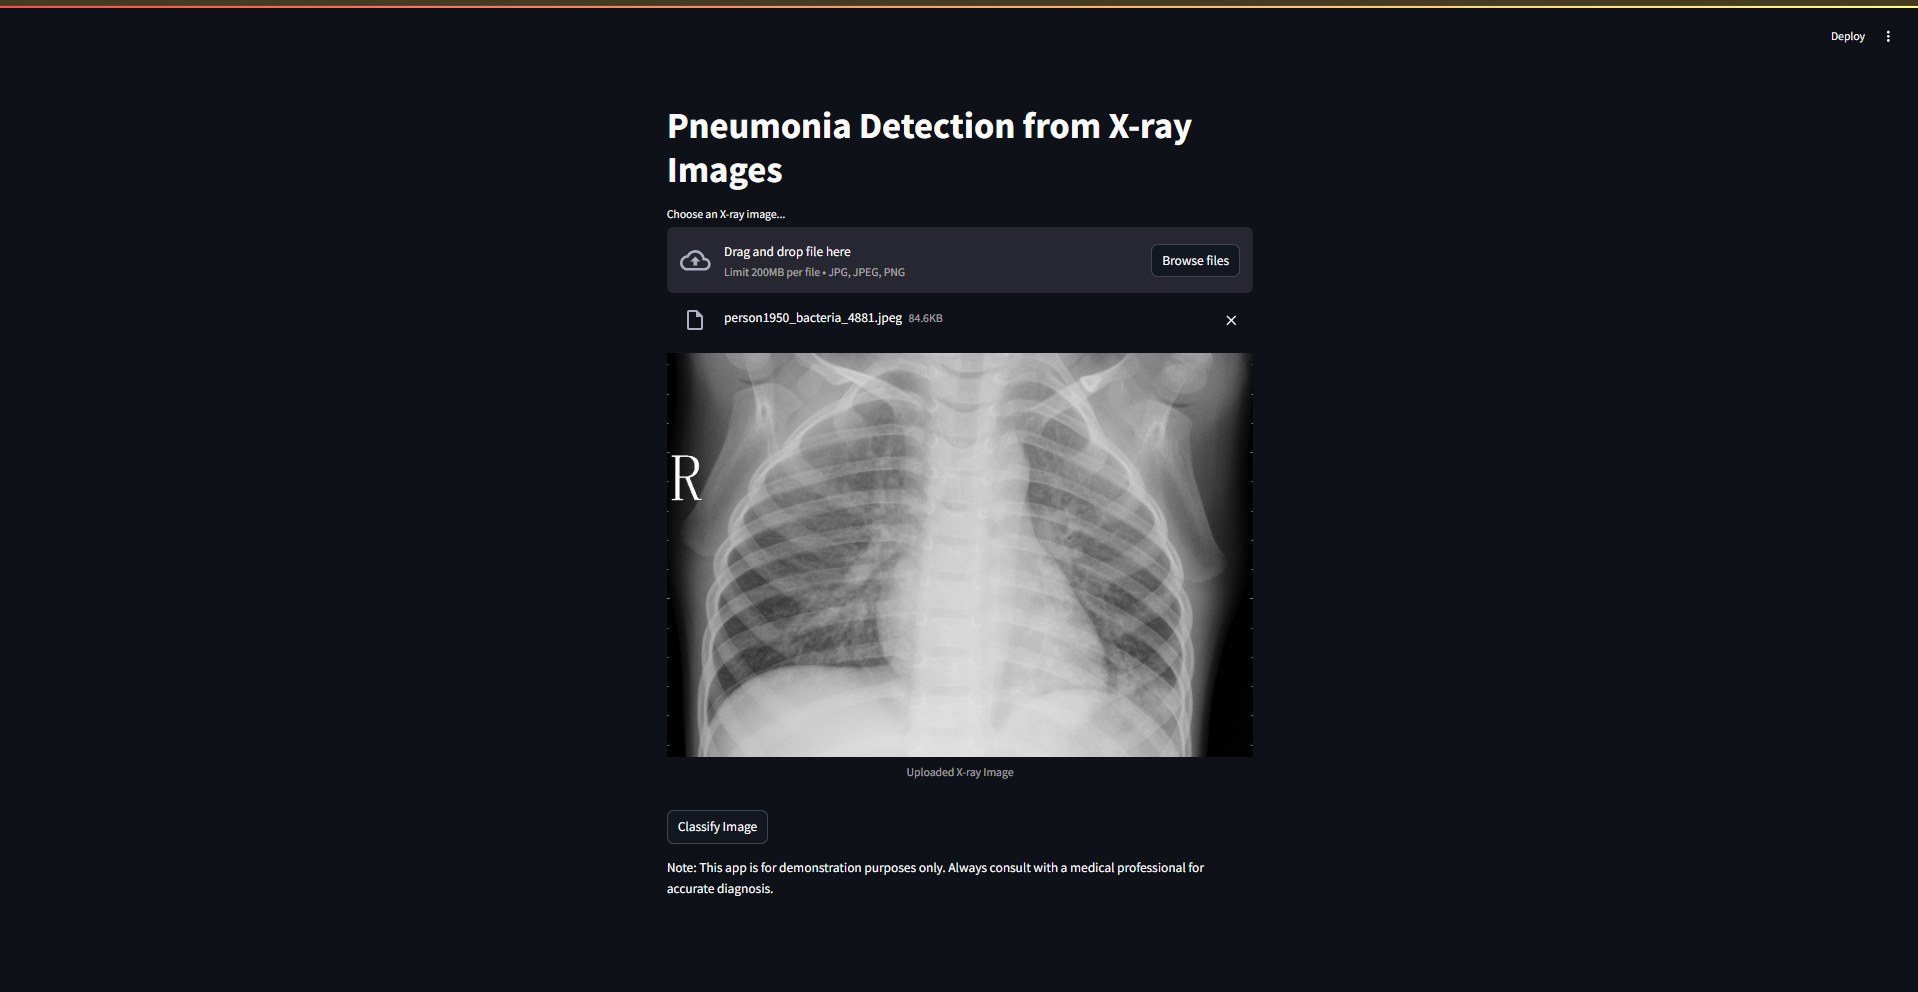 Deploy
Pneumonia Detection from X-ray
Images
Choose an X-ray image...
Drag and drop file here
Limit 200MB per file • JPG, JPEG, PNG
Browse files
person1950_bacteria_4881.jpeg 84.6KB
R
Uploaded X-ray Image
Classify Image
Note: This app is for demonstration purposes only. Always consult with a medical professional for
accurate diagnosis.